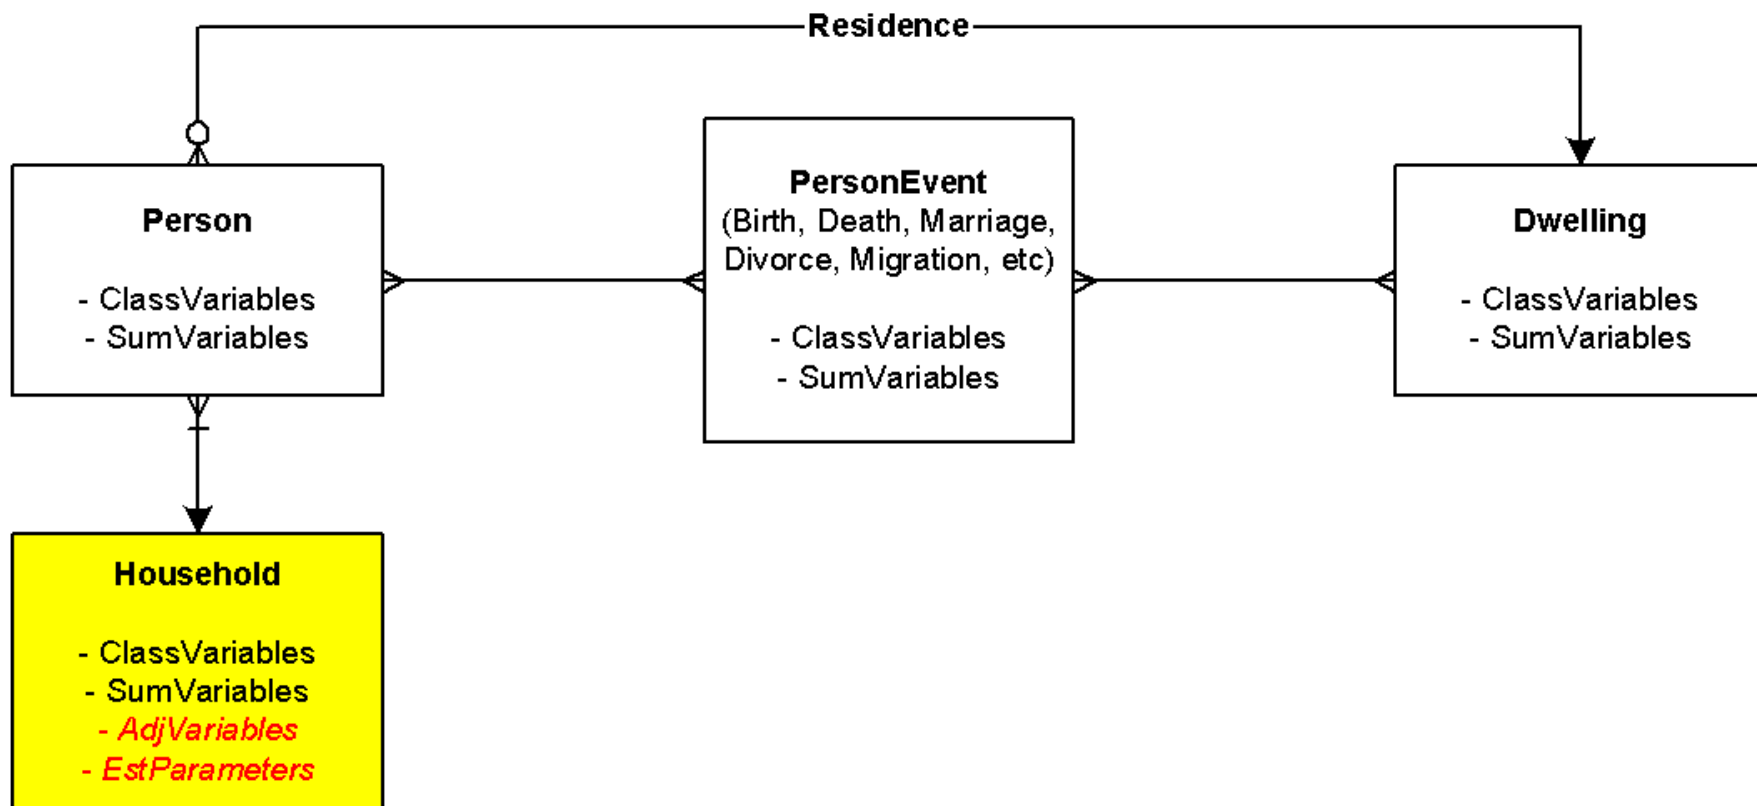 Residence
Person
- ClassVariables
- SumVariables
PersonEvent
(Birth, Death, Marriage,
Divorce, Migration, etc)
- ClassVariables
- SumVariables
Dwelling
- ClassVariables
- SumVariables
Household
- ClassVariables
- SumVariables
- AdjVariables
- EstParameters